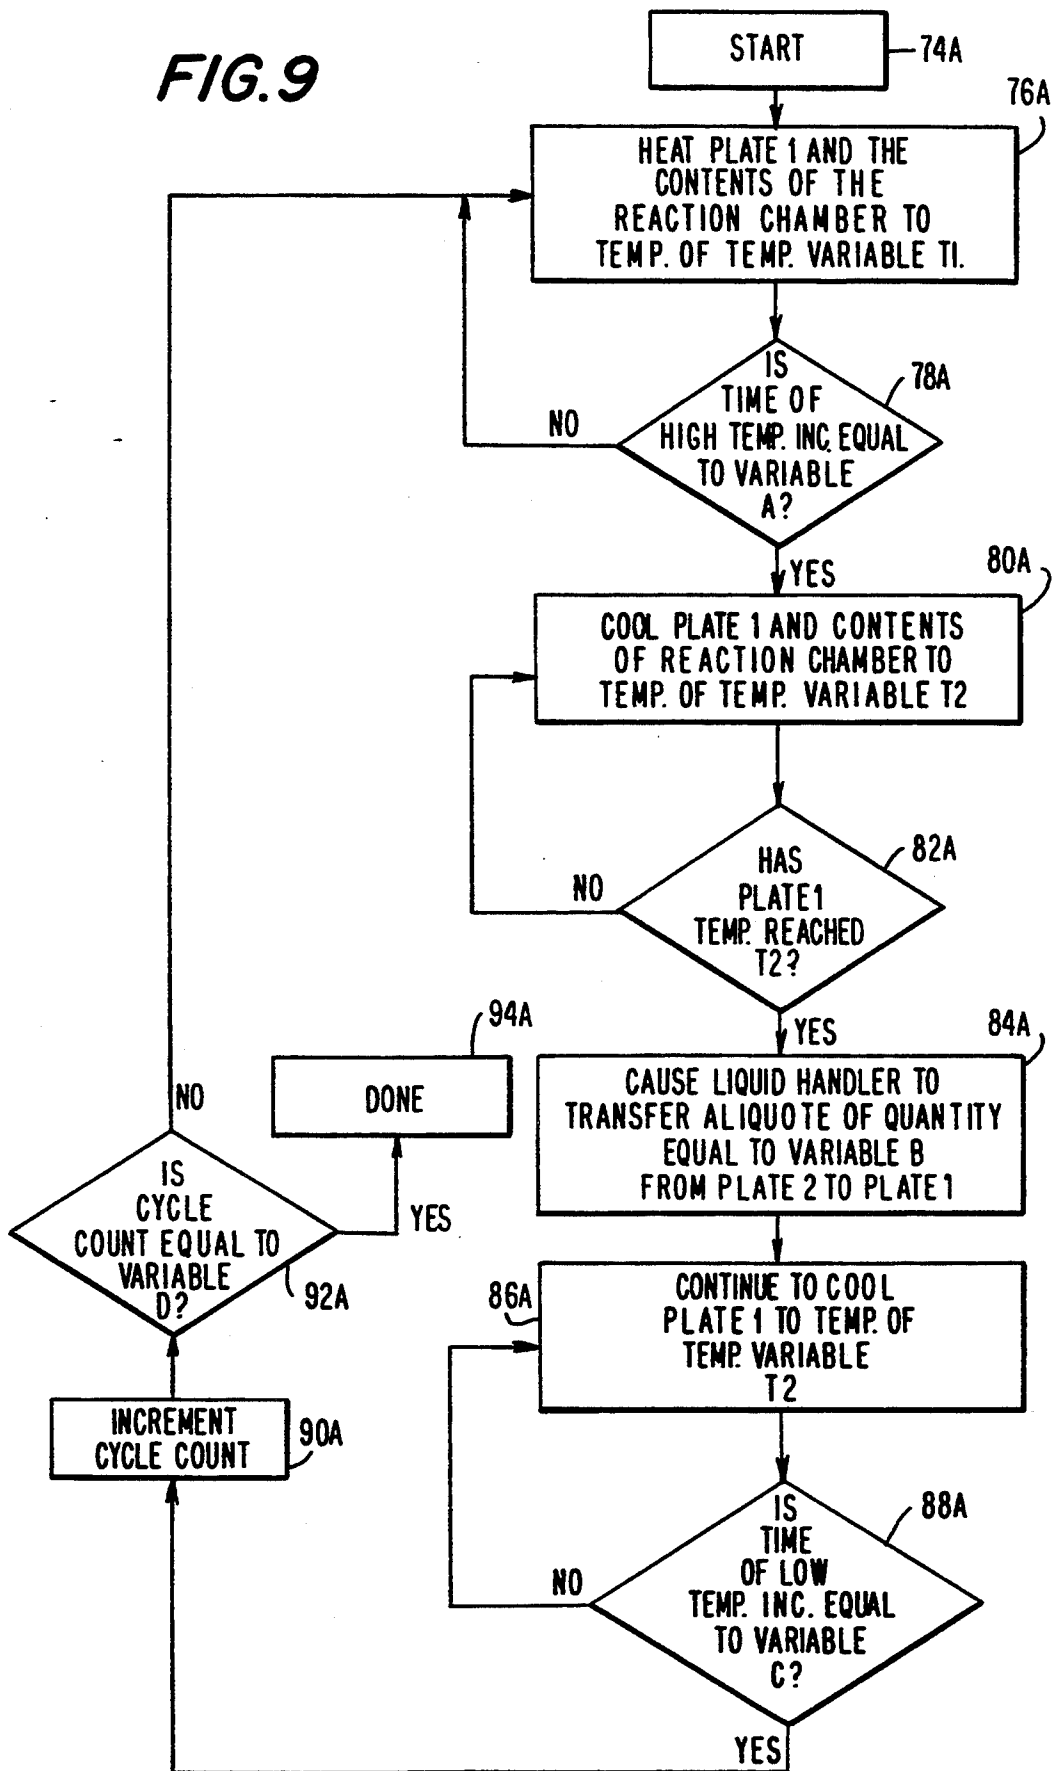 FIG.9
START
74A
76A
HEAT PLATE 1 AND THE
CONTENTS OF THE
REACTION CHAMBER TO
TEMP. OF TEMP. VARIABLE T1.
78A
IS
TIME OF
HIGH TEMP. INC. EQUAL
TO VARIABLE
A?
NO
YES
80A
COOL PLATE 1 AND CONTENTS
OF REACTION CHAMBER TO
TEMP. OF TEMP. VARIABLE T2
82A
HAS
PLATE 1
TEMP. REACHED
T2?
NO
YES
84A
CAUSE LIQUID HANDLER TO
TRANSFER ALIQUOTE OF QUANTITY
EQUAL TO VARIABLE B
FROM PLATE 2 TO PLATE 1
86A
CONTINUE TO COOL
PLATE 1 TO TEMP. OF
TEMP. VARIABLE
T2
88A
IS
TIME
OF LOW
TEMP. INC. EQUAL
TO VARIABLE
C?
NO
YES
INCREMENT
CYCLE COUNT
90A
IS
CYCLE
COUNT EQUAL TO
VARIABLE
D?
92A
NO
YES
94A
DONE